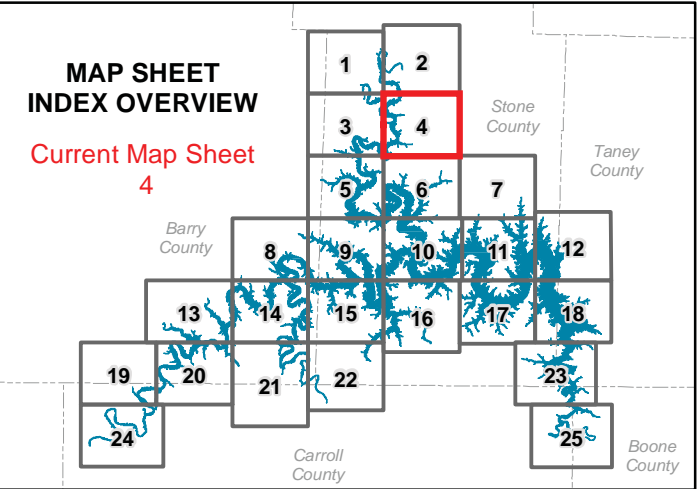 MAP SHEET
INDEX OVERVIEW
Current Map Sheet
4
1
2
3
4
Stone
County
Taney
County
5
6
7
Barry
County
8
9
10
11
12
13
14
15
16
17
18
19
20
21
22
23
24
25
Carroll
County
Boone
County